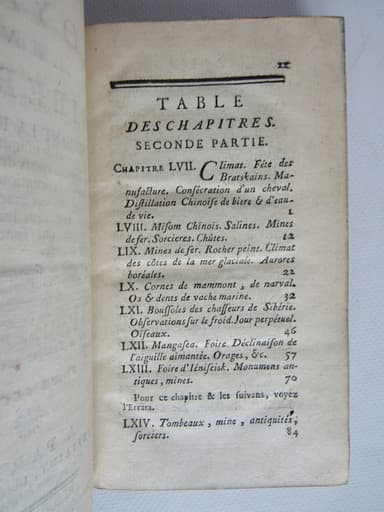 ij
TABLE
DES CHAPITRES.
SECONDE PARTIE.
CHAPITRE LVII. Climat. Fête des
Bratskains. Ma-
nufacture. Consécration d'un cheval.
Distillation Chinoise de biere & d'eau-
de vie. 1
LVIII. Misom Chinois. Salines. Mines
de fer. Sorcieres. Chûtes. 12
LIX. Mines de fer. Rocher peint. Climat
des côtes de la mer glaciale. Aurores
boréales. 22
LX. Cornes de mammont, de narval.
Os & dents de vache marine. 32
LXI. Boussoles des chasseurs de Sibérie.
Observations sur le froid. Jour perpétuel.
Oiseaux. 46
LXII. Mangasea. Foire. Déclinaison de
l'aiguille aimantée. Orages, &c. 57
LXIII. Foire d'Iéniseisk. Monumens an-
tiques, mines. 70
Pour ce chapitre & les suivans, voyez
l'Errata.
LXIV. Tombeaux, mine, antiquités,
sorciers. 84